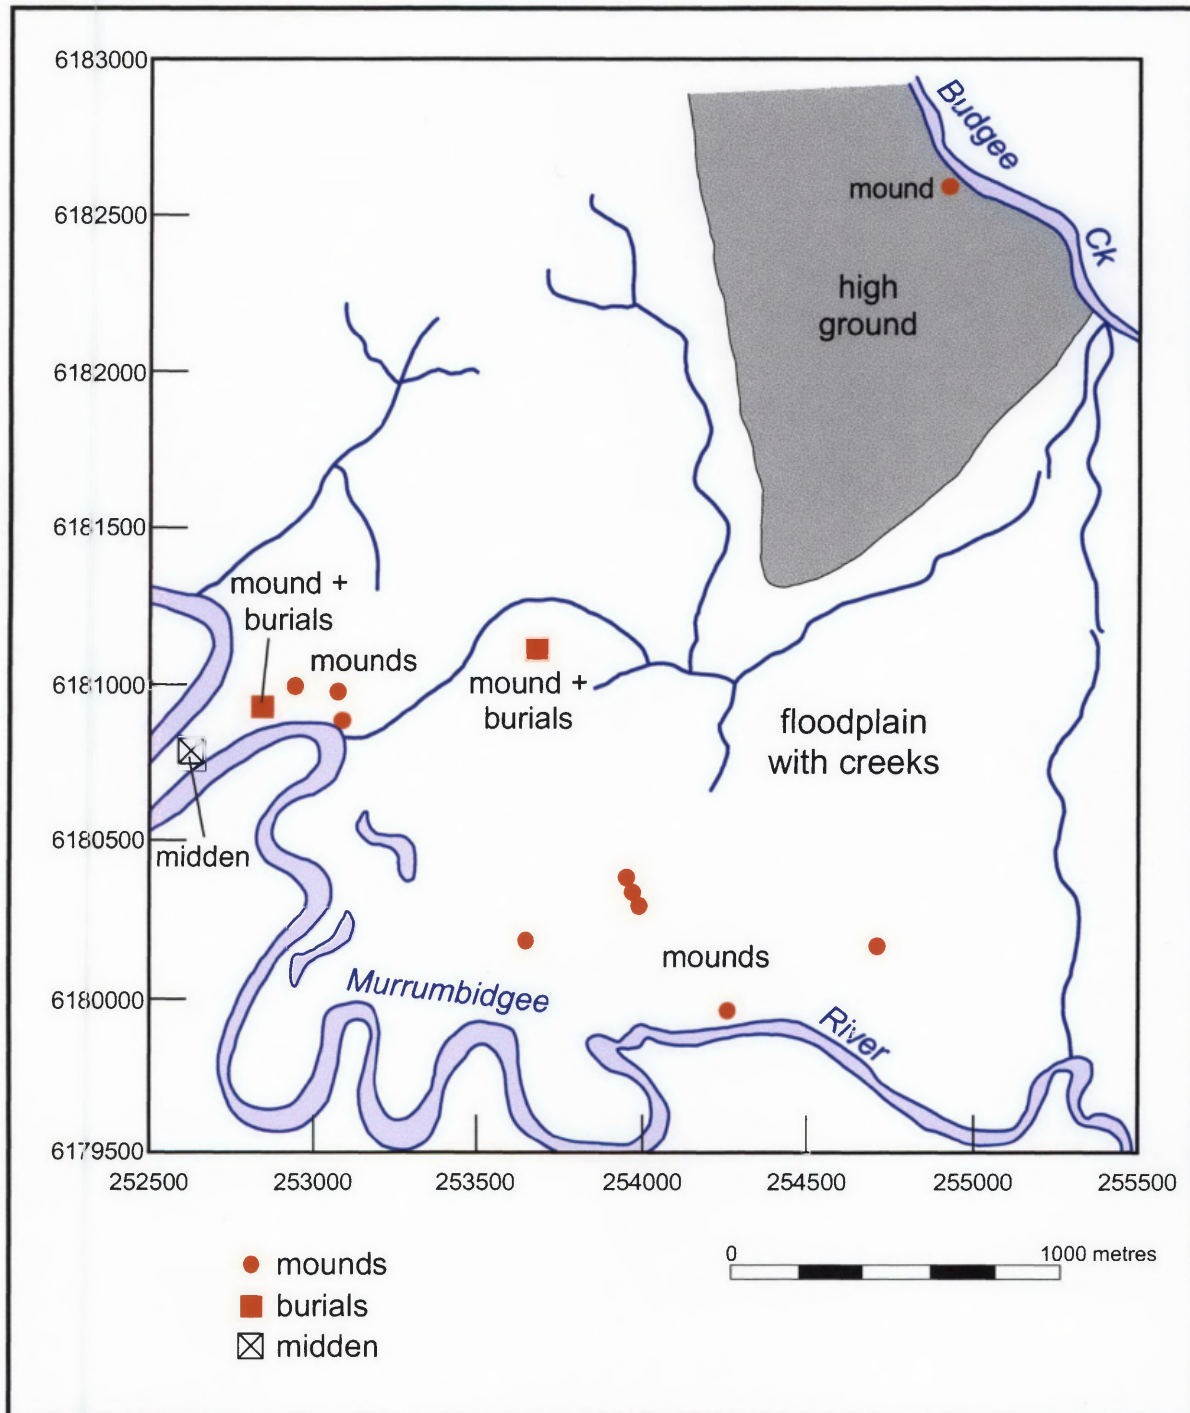 6183000
Budgee
mound
6182500
Ck
high
ground
6182000
6181500
mound +
burials
mounds
6181000
mound +
burials
floodplain
with creeks
6180500
midden
mounds
6180000
Murrumbidgee
River
6179500
252500 253000 253500 254000 254500 255000 255500
0 1000 metres
mounds
burials
midden